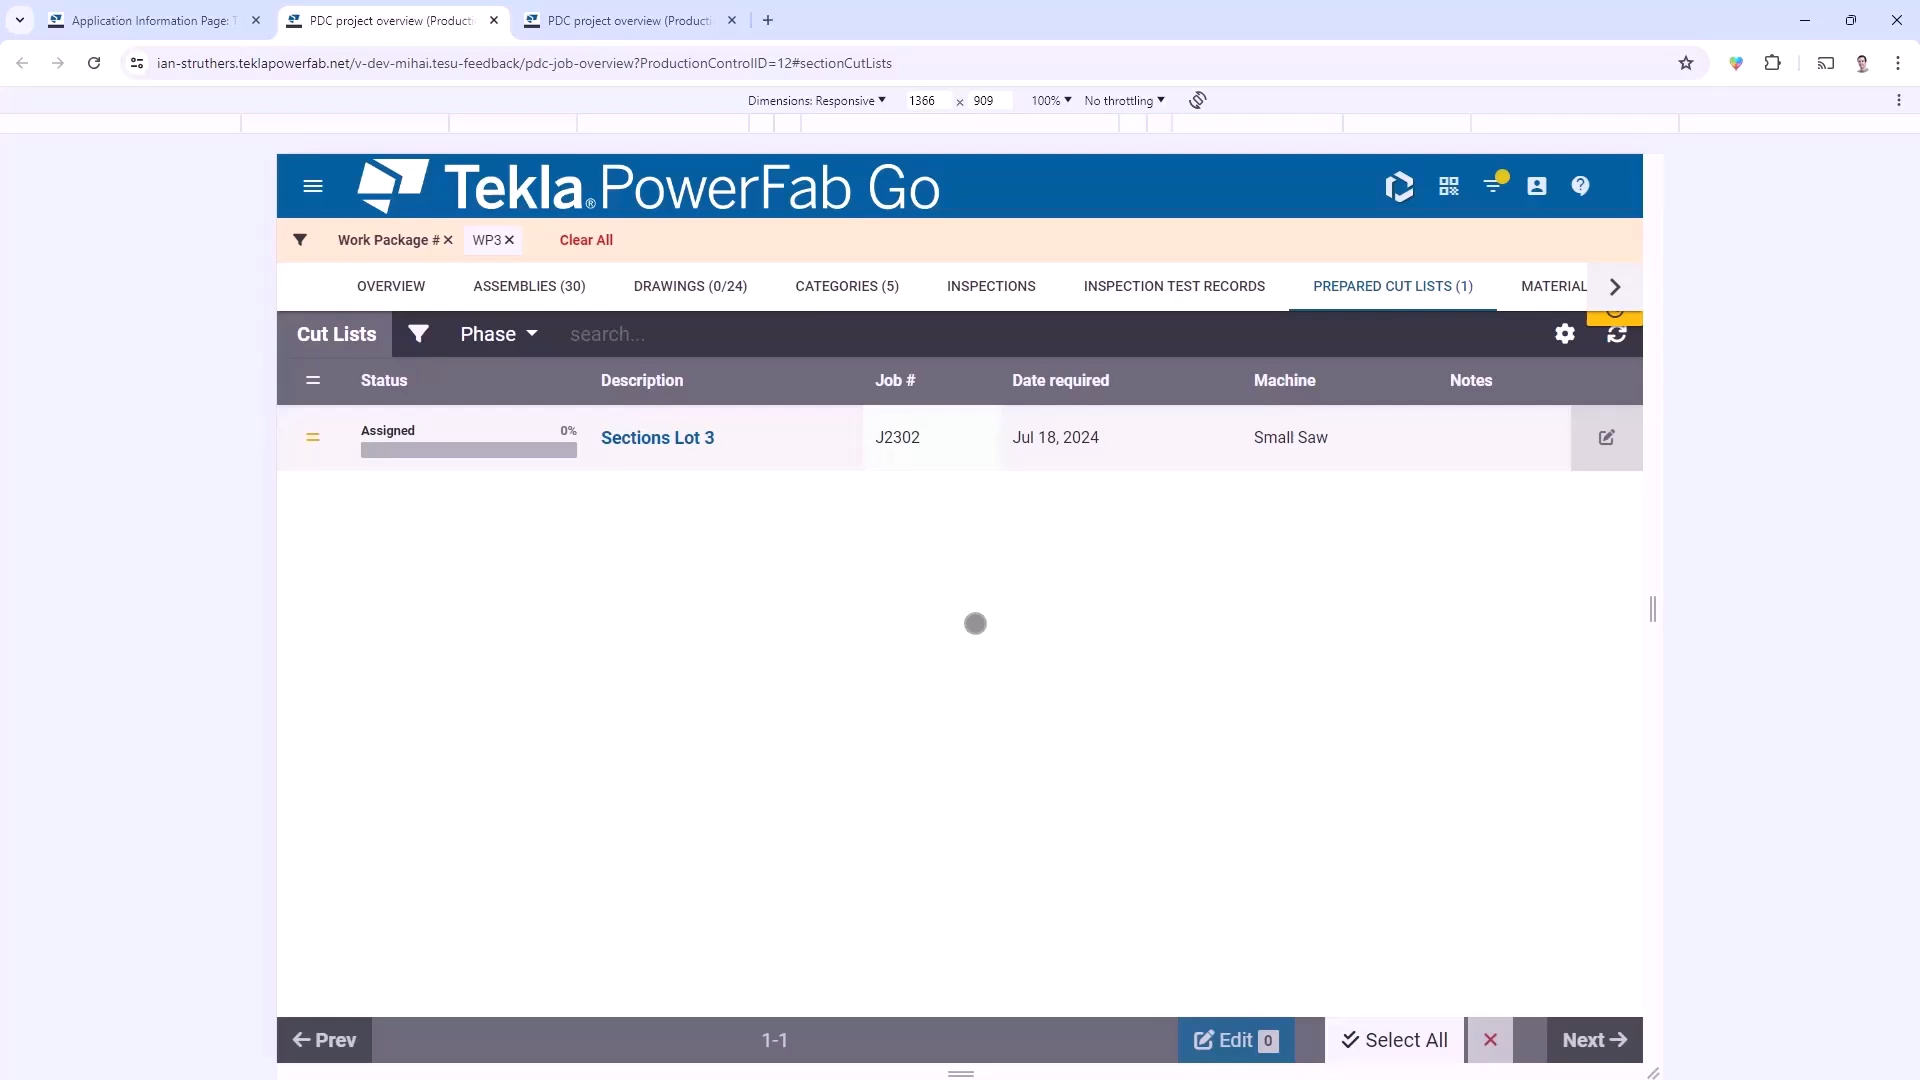 Application Information Page: T
PDC project overview (Producti
PDC project overview (Producti
ian-struthers.teklapowerfab.net/v-dev-mihai.tesu-feedback/pdc-job-overview?ProductionControlID=12#sectionCutLists
Dimensions: Responsive 1366 × 909 100% No throttling
Tekla® PowerFab Go
Work Package # WP3 Clear All
OVERVIEW ASSEMBLIES (30) DRAWINGS (0/24) CATEGORIES (5) INSPECTIONS INSPECTION TEST RECORDS PREPARED CUT LISTS (1) MATERIAL
Cut Lists Phase search...
Status Description Job # Date required Machine Notes
Assigned 0% Sections Lot 3 J2302 Jul 18, 2024 Small Saw
Prev 1-1 Edit 0 Select All Next